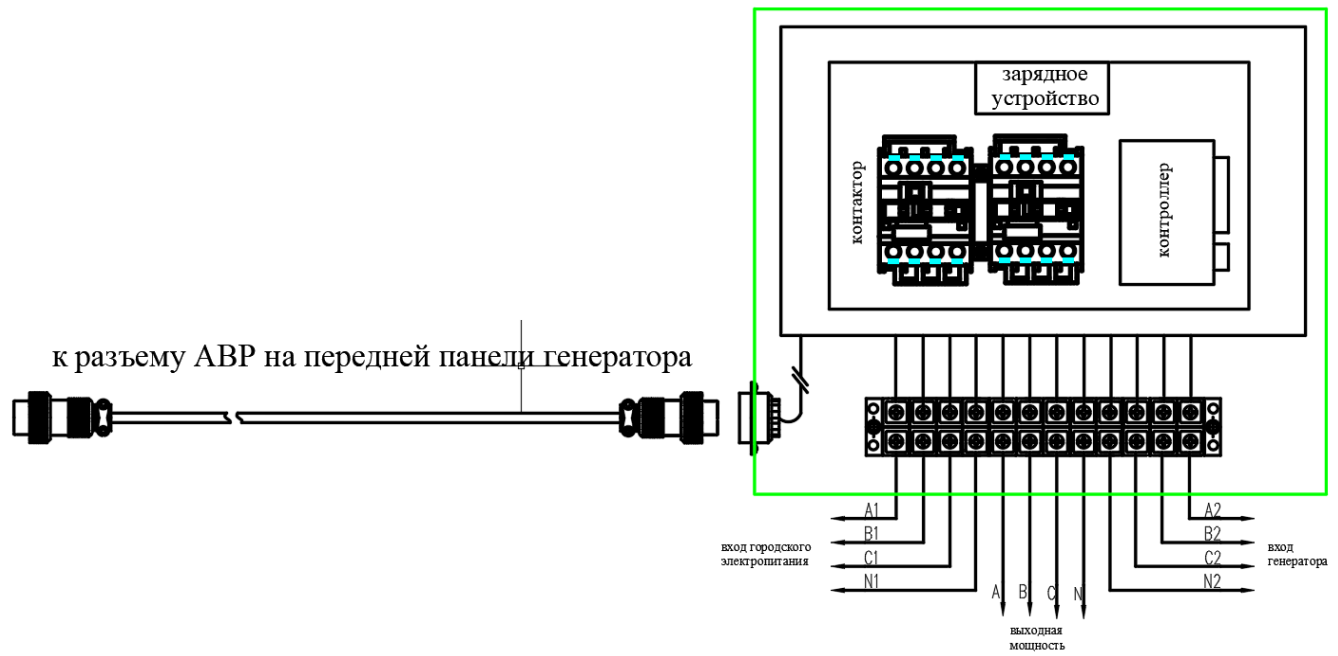 зарядное
устройство
контактор
контроллер
к разъему АВР на передней панели генератора
A1
A2
B1
B2
вход городского
электропитания
вход
генератора
C1
C2
N1
N2
A
B
C
N
выходная
мощность